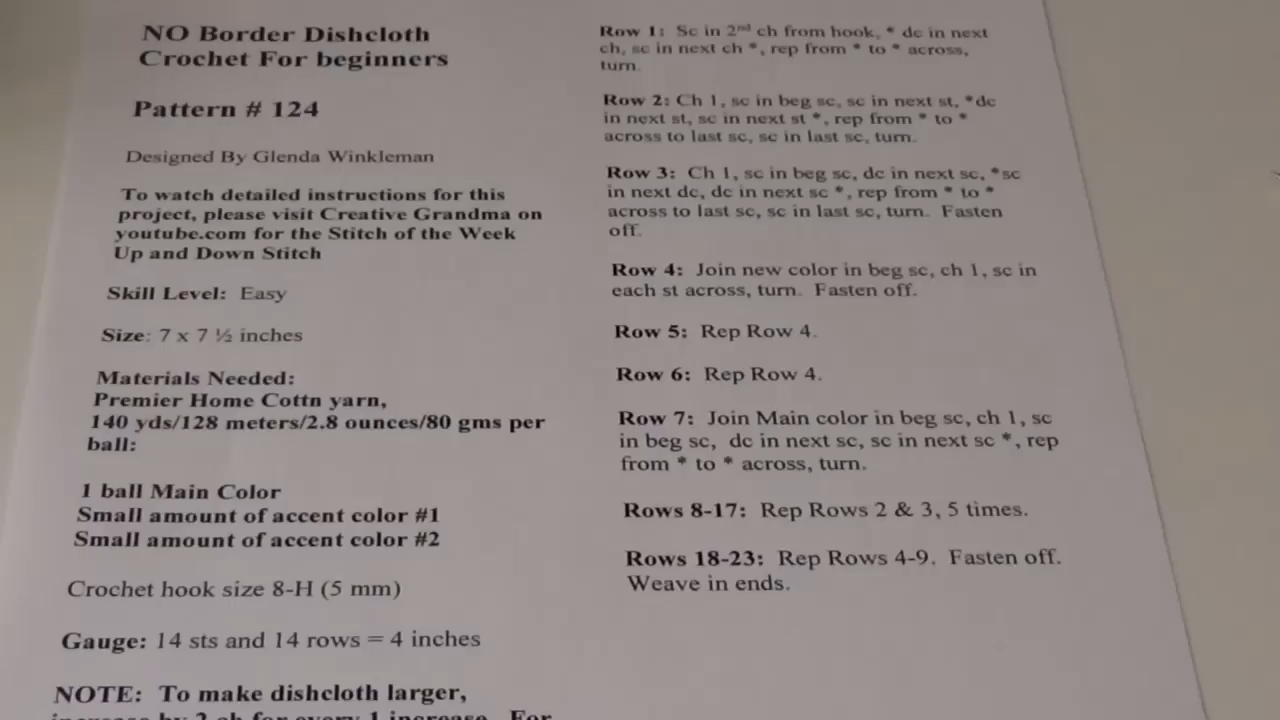 NO Border Dishcloth
Crochet For beginners
Pattern # 124
Designed By Glenda Winkleman
To watch detailed instructions for this
project, please visit Creative Grandma on
youtube.com for the Stitch of the Week
Up and Down Stitch
Skill Level: Easy
Size: 7 x 7 ½ inches
Materials Needed:
Premier Home Cottn yarn,
140 yds/128 meters/2.8 ounces/80 gms per
ball:
1 ball Main Color
Small amount of accent color #1
Small amount of accent color #2
Crochet hook size 8-H (5 mm)
Gauge: 14 sts and 14 rows = 4 inches
NOTE: To make dishcloth larger,
increase by 2 ch for every 1 increase. For
Row 1: Sc in 2nd ch from hook, * dc in next
ch, sc in next ch *, rep from * to * across,
turn.
Row 2: Ch 1, sc in beg sc, sc in next st, *dc
in next st, sc in next st *, rep from * to *
across to last sc, sc in last sc, turn.
Row 3: Ch 1, sc in beg sc, dc in next sc, *sc
in next dc, dc in next sc *, rep from * to *
across to last sc, sc in last sc, turn. Fasten
off.
Row 4: Join new color in beg sc, ch 1, sc in
each st across, turn. Fasten off.
Row 5: Rep Row 4.
Row 6: Rep Row 4.
Row 7: Join Main color in beg sc, ch 1, sc
in beg sc, dc in next sc, sc in next sc *, rep
from * to * across, turn.
Rows 8-17: Rep Rows 2 & 3, 5 times.
Rows 18-23: Rep Rows 4-9. Fasten off.
Weave in ends.